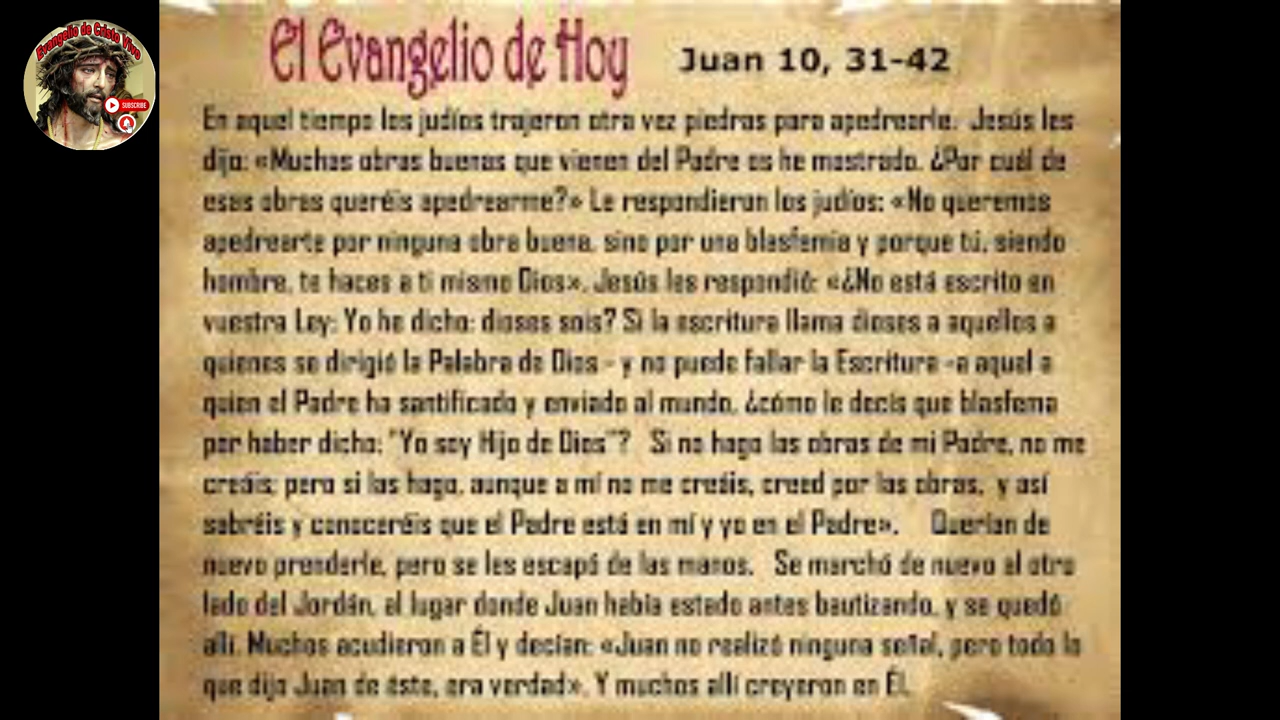 Evangelio de Cristo Vivo
SUBSCRIBE
El Evangelio de Hoy
Juan 10, 31-42
En aquel tiempo los judíos trajeron otra vez piedras para apedrearle. Jesús les
dijo: «Muchas obras buenas que vienen del Padre os he mostrado. ¿Por cuál de
esas obras queréis apedrearme?» Le respondieron los judíos: «No queremos
apedrearte por ninguna obra buena, sino por una blasfemia y porque tú, siendo
hombre, te haces a ti mismo Dios». Jesús les respondió: «¿No está escrito en
vuestra Ley: Yo he dicho: dioses sois? Si la escritura llama dioses a aquellos a
quienes se dirigió la Palabra de Dios - y no puede fallar la Escritura -a aquel a
quien el Padre ha santificado y enviado al mundo, ¿cómo le decís que blasfema
por haber dicho: "Yo soy Hijo de Dios"? Si no hago las obras de mi Padre, no me
creáis; pero si las hago, aunque a mí no me creáis, creed por las obras, y así
sabréis y conoceréis que el Padre está en mí y yo en el Padre». Querían de
nuevo prenderle, pero se les escapó de las manos. Se marchó de nuevo al otro
lado del Jordán, al lugar donde Juan había estado antes bautizando, y se quedó
allí. Muchos acudieron a Él y decían: «Juan no realizó ninguna señal, pero todo lo
que dijo Juan de éste, era verdad». Y muchos allí creyeron en Él.